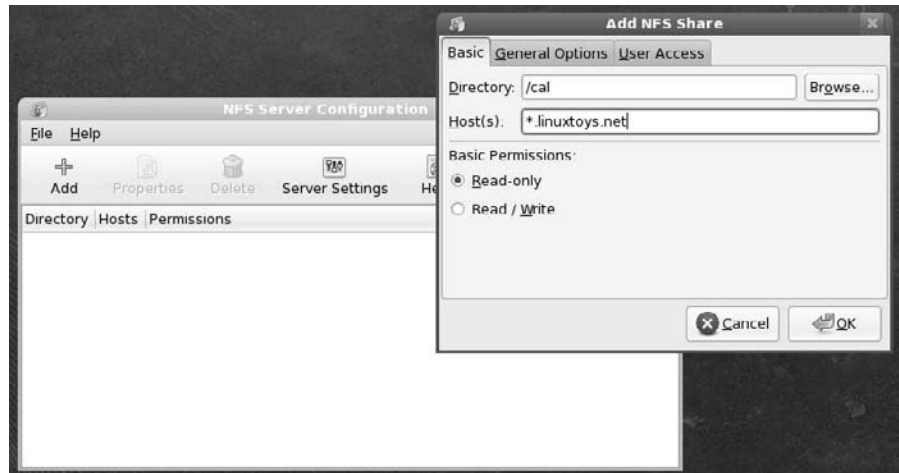 Add NFS Share
Basic General Options User Access
Directory: /cal Browse...
Host(s): *.linuxtoys.net
Basic Permissions:
Read-only
Read / Write
Cancel OK
NFS Server Configuration
File Help
Add Properties Delete Server Settings He
Directory Hosts Permissions